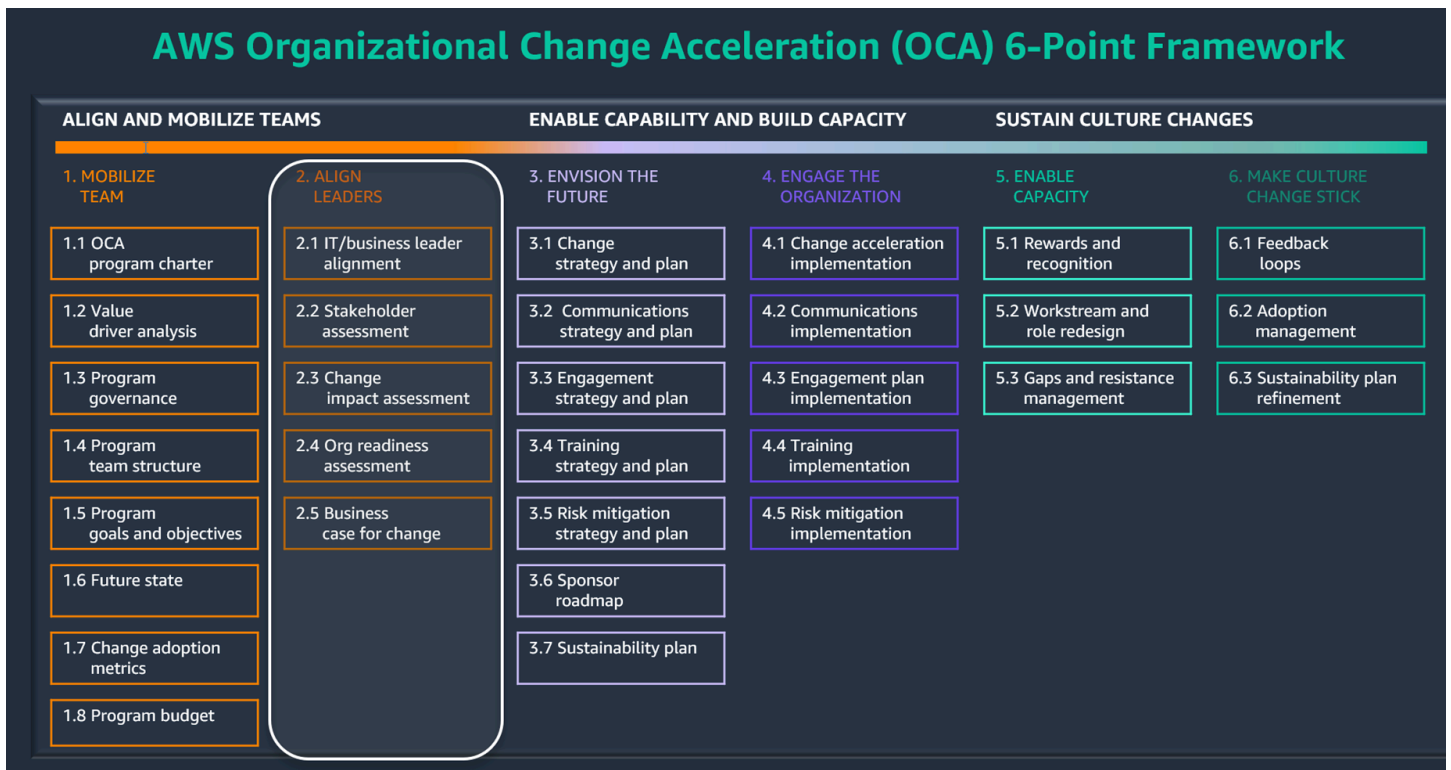 AWS Organizational Change Acceleration (OCA) 6-Point Framework
ALIGN AND MOBILIZE TEAMS
ENABLE CAPABILITY AND BUILD CAPACITY
SUSTAIN CULTURE CHANGES
1. MOBILIZE
TEAM
1.1 OCA
program charter
1.2 Value
driver analysis
1.3 Program
governance
1.4 Program
team structure
1.5 Program
goals and objectives
1.6 Future state
1.7 Change adoption
metrics
1.8 Program budget
2. ALIGN
LEADERS
2.1 IT/business leader
alignment
2.2 Stakeholder
assessment
2.3 Change
impact assessment
2.4 Org readiness
assessment
2.5 Business
case for change
3. ENVISION THE
FUTURE
3.1 Change
strategy and plan
3.2 Communications
strategy and plan
3.3 Engagement
strategy and plan
3.4 Training
strategy and plan
3.5 Risk mitigation
strategy and plan
3.6 Sponsor
roadmap
3.7 Sustainability plan
4. ENGAGE THE
ORGANIZATION
4.1 Change acceleration
implementation
4.2 Communications
implementation
4.3 Engagement plan
implementation
4.4 Training
implementation
4.5 Risk mitigation
implementation
5. ENABLE
CAPACITY
5.1 Rewards and
recognition
5.2 Workstream and
role redesign
5.3 Gaps and resistance
management
6. MAKE CULTURE
CHANGE STICK
6.1 Feedback
loops
6.2 Adoption
management
6.3 Sustainability plan
refinement